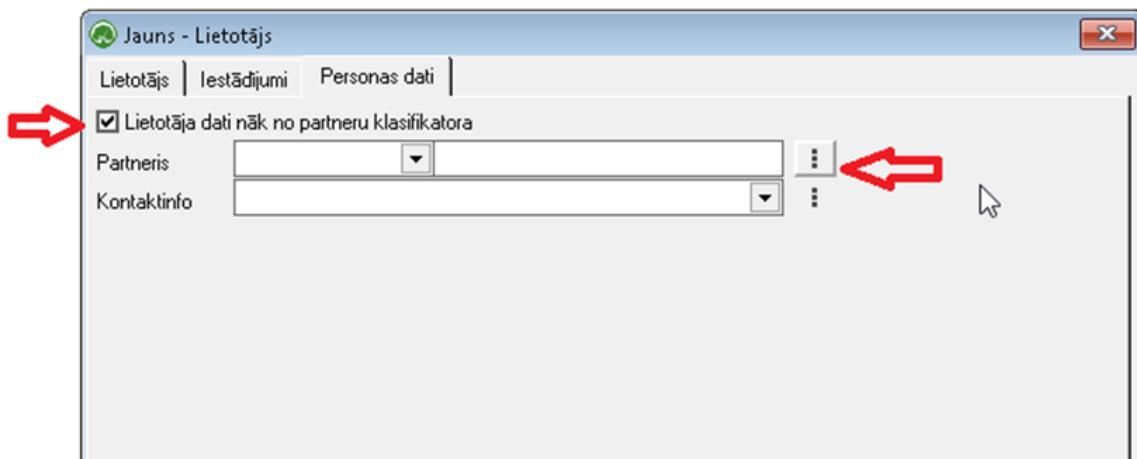 Jauns - Lietotājs
Lietotājs Iestādījumi Personas dati
Lietotāja dati nāk no partneru klasifikatora
Partneris
Kontaktinfo